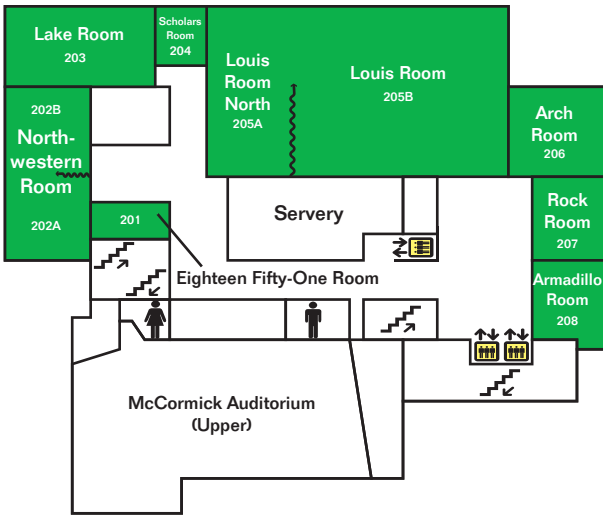 Lake Room
203
Scholars
Room
204
Louis
Room
North
205A
Louis Room
205B
202B
North-
western
Room
202A
Arch
Room
206
Rock
Room
207
201
Servery
Eighteen Fifty-One Room
Armadillo
Room
208
McCormick Auditorium
(Upper)